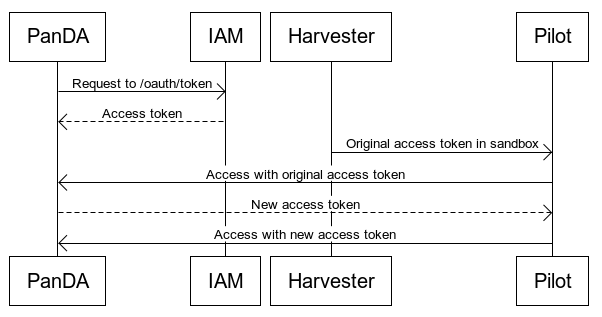 PanDA
IAM
Harvester
Pilot
Request to /oauth/token
Access token
Original access token in sandbox
Access with original access token
New access token
Access with new access token
PanDA
IAM
Harvester
Pilot